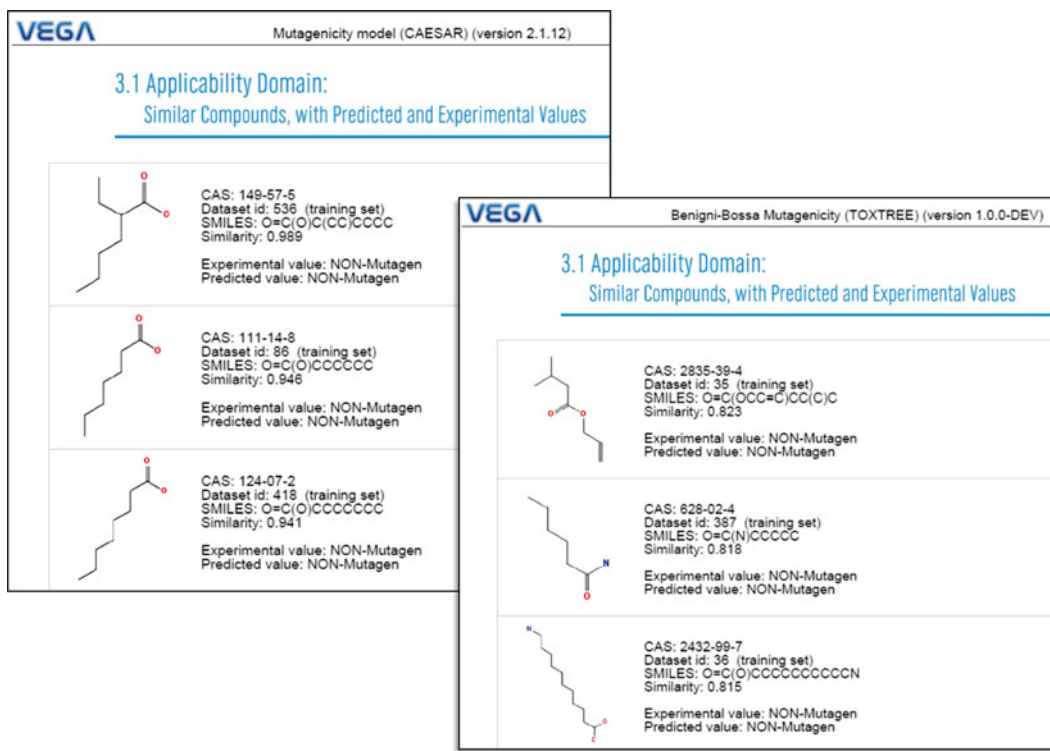 VEGA
Mutagenicity model (CAESAR) (version 2.1.12)
3.1 Applicability Domain:
Similar Compounds, with Predicted and Experimental Values
O
O
CAS: 149-57-5
Dataset id: 536 (training set)
SMILES: O=C(O)C(CC)CCCC
Similarity: 0.989
Experimental value: NON-Mutagen
Predicted value: NON-Mutagen
O
O
CAS: 111-14-8
Dataset id: 86 (training set)
SMILES: O=C(O)CCCCCC
Similarity: 0.946
Experimental value: NON-Mutagen
Predicted value: NON-Mutagen
O
O
CAS: 124-07-2
Dataset id: 418 (training set)
SMILES: O=C(O)CCCCCCC
Similarity: 0.941
Experimental value: NON-Mutagen
Predicted value: NON-Mutagen
VEGA
Benigni-Bossa Mutagenicity (TOXTREE) (version 1.0.0-DEV)
3.1 Applicability Domain:
Similar Compounds, with Predicted and Experimental Values
O
O
CAS: 2835-39-4
Dataset id: 35 (training set)
SMILES: O=C(OCC=C)CC(C)C
Similarity: 0.823
Experimental value: NON-Mutagen
Predicted value: NON-Mutagen
N
O
CAS: 628-02-4
Dataset id: 387 (training set)
SMILES: O=C(N)CCCCC
Similarity: 0.818
Experimental value: NON-Mutagen
Predicted value: NON-Mutagen
N
O
O
CAS: 2432-99-7
Dataset id: 36 (training set)
SMILES: O=C(O)CCCCCCCCCCN
Similarity: 0.815
Experimental value: NON-Mutagen
Predicted value: NON-Mutagen